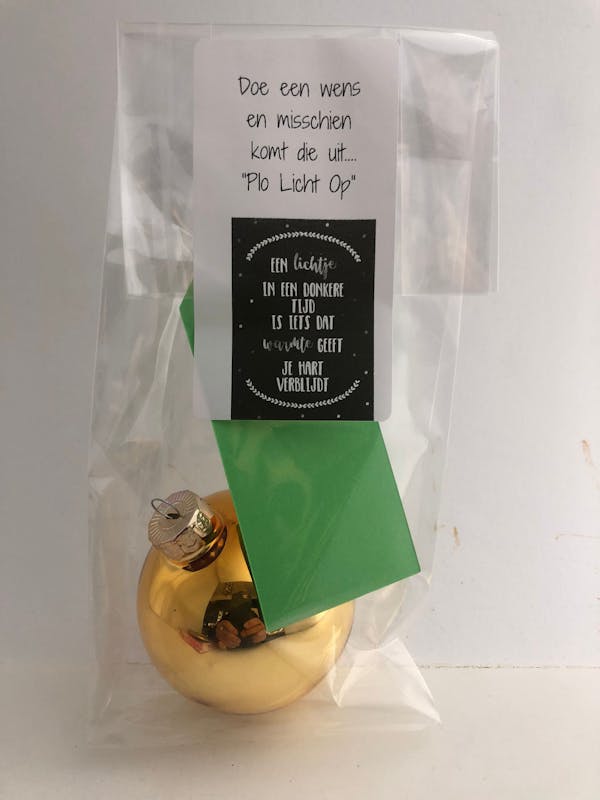 Doe een wens
en misschien
komt die uit....
"Plo Licht Op"
EEN lichtje
IN EEN DONKERE
TIJD
IS IETS DAT
warmte GEEFT
JE HART
VERBLIJDT